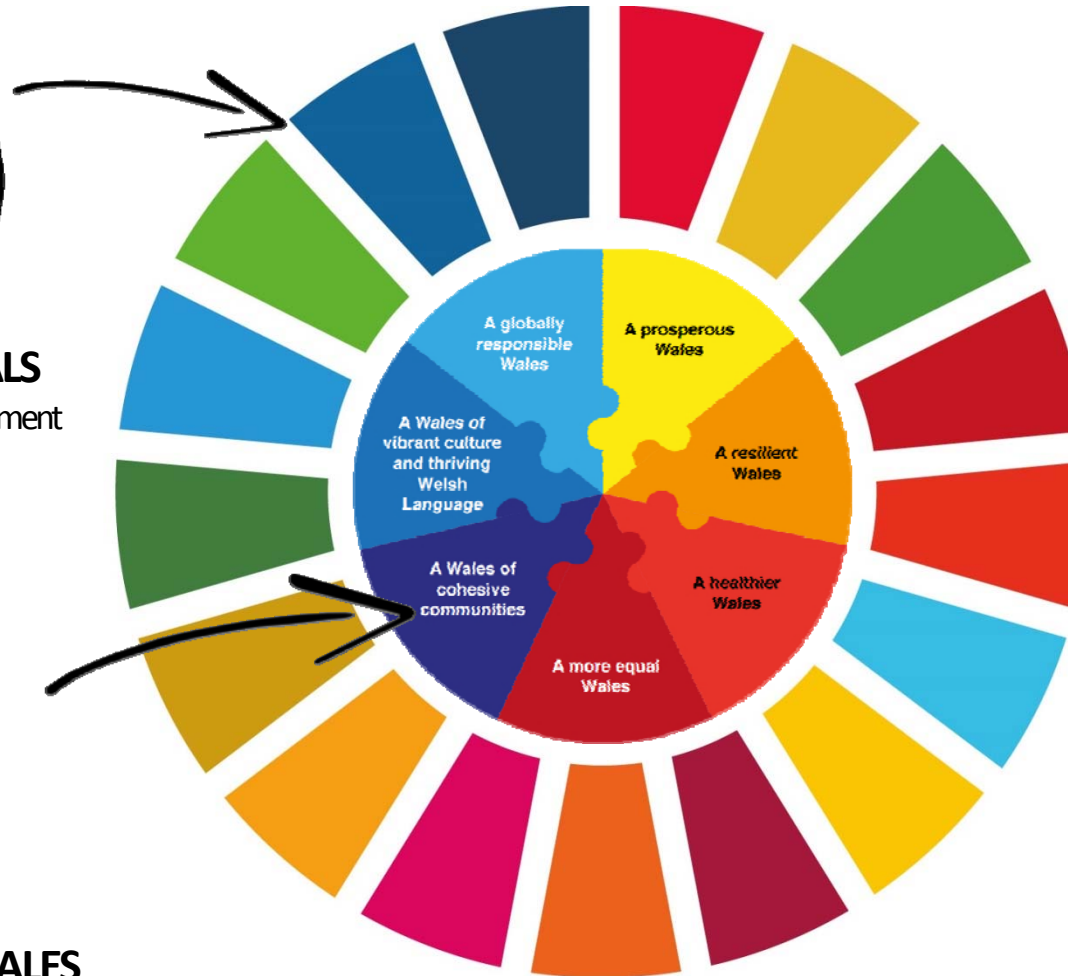 A globally
responsible
Wales
A prosperous
Wales
A resilient
Wales
A healthier
Wales
A more equal
Wales
A Wales of
cohesive
communities
A Wales of
vibrant culture
and thriving
Welsh
Language
ALS
ment
ALES